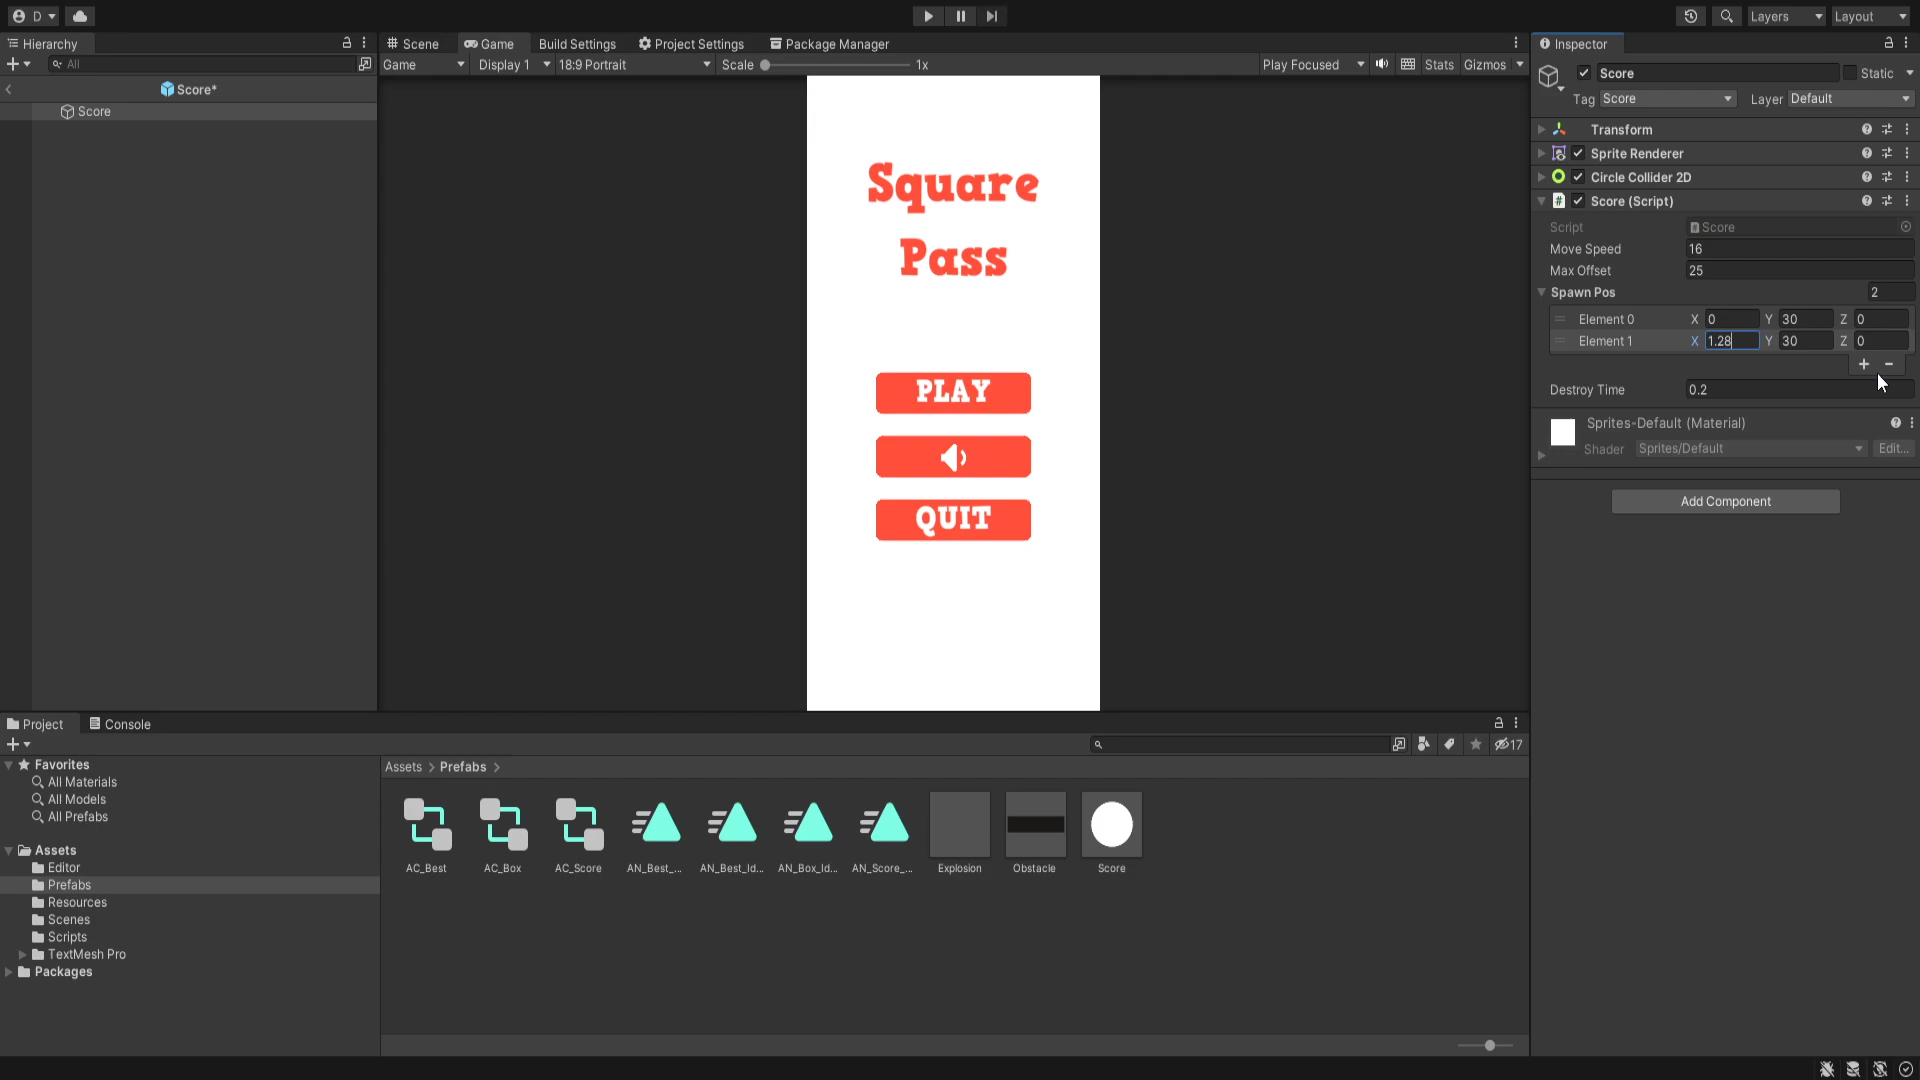 D
Layers
Layout
Hierarchy
Scene
Game
Build Settings
Project Settings
Package Manager
Inspector
All
Game
Display 1
18:9 Portrait
Scale
1x
Play Focused
Stats
Gizmos
Score
Static
Score*
Tag
Score
Layer
Default
Score
Transform
Sprite Renderer
Circle Collider 2D
# Score (Script)
Script
Score
Move Speed
16
Max Offset
25
Spawn Pos
2
Element 0
X 0 Y 30 Z 0
Element 1
X 1.28 Y 30 Z 0
+ -
Destroy Time
0.2
Sprites-Default (Material)
Shader
Sprites/Default
Edit...
Add Component
Square
Pass
PLAY
QUIT
Project
Console
17
Favorites
All Materials
All Models
All Prefabs
Assets
Editor
Prefabs
Resources
Scenes
Scripts
TextMesh Pro
Packages
Assets > Prefabs >
AC_Best
AC_Box
AC_Score
AN_Best_...
AN_Best_Id...
AN_Box_Id...
AN_Score_...
Explosion
Obstacle
Score